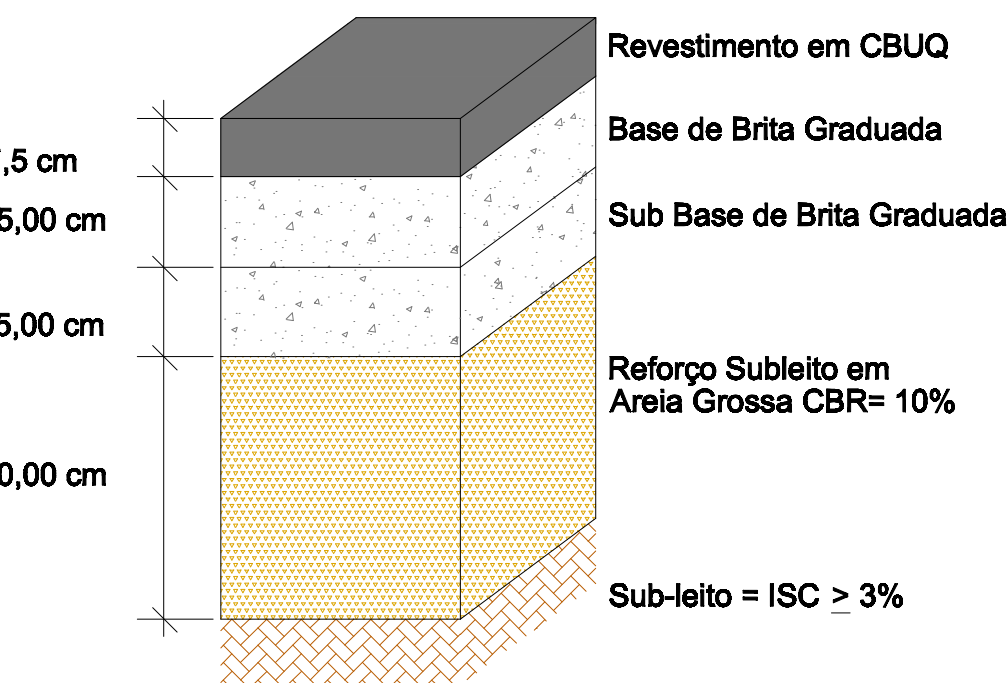 Revestimento em CBUQ
Base de Brita Graduada
,5 cm
5,00 cm
Sub Base de Brita Graduada
5,00 cm
Reforço Subleito em
Areia Grossa CBR= 10%
0,00 cm
Sub-leito = ISC ≥ 3%